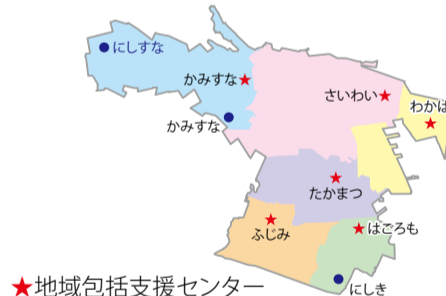 にしすな
かみすな★
さいわい★
わかば
★
かみすな
★
たかまつ
★
ふじみ
★はごろも
にしき
★地域包括支援センター